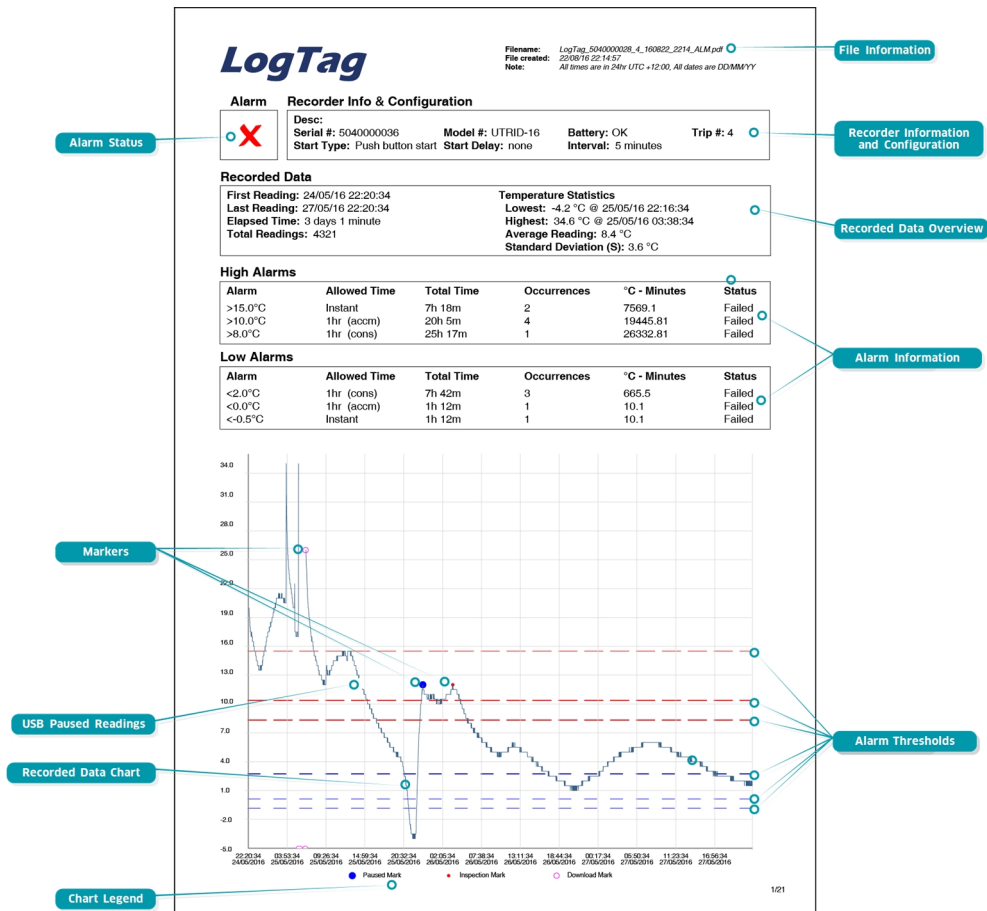 LogTag
Filename: LogTag_5040000028_4_160822_2214_ALM.pdf
File created: 22/08/16 22:14:57
Note: All times are in 24hr UTC +12:00, All dates are DD/MM/YY
File Information
Alarm
Recorder Info & Configuration
Desc:
Serial #: 5040000036 Model #: UTRID-16 Battery: OK Trip #: 4
Start Type: Push button start Start Delay: none Interval: 5 minutes
Alarm Status
Recorder Information
and Configuration
Recorded Data
First Reading: 24/05/16 22:20:34
Last Reading: 27/05/16 22:20:34
Elapsed Time: 3 days 1 minute
Total Readings: 4321
Temperature Statistics
Lowest: -4.2 °C @ 25/05/16 22:16:34
Highest: 34.6 °C @ 25/05/16 03:38:34
Average Reading: 8.4 °C
Standard Deviation (S): 3.6 °C
Recorded Data Overview
High Alarms
Alarm Allowed Time Total Time Occurrences °C - Minutes Status
>15.0°C Instant 7h 18m 2 7569.1 Failed
>10.0°C 1hr (accm) 20h 5m 4 19445.81 Failed
>8.0°C 1hr (cons) 25h 17m 1 26332.81 Failed
Low Alarms
Alarm Allowed Time Total Time Occurrences °C - Minutes Status
<2.0°C 1hr (cons) 7h 42m 3 665.5 Failed
<0.0°C 1hr (accm) 1h 12m 1 10.1 Failed
<-0.5°C Instant 1h 12m 1 10.1 Failed
Alarm Information
34.0
31.0
28.0
25.0
22.0
19.0
16.0
13.0
10.0
7.0
4.0
1.0
-2.0
-5.0
Markers
USB Paused Readings
Recorded Data Chart
Alarm Thresholds
22:20:34 03:53:34 09:26:34 14:59:34 20:32:34 02:05:34 07:38:34 13:11:34 18:44:34 00:17:34 05:50:34 11:23:34 16:56:34
24/05/2016 25/05/2016 25/05/2016 25/05/2016 25/05/2016 26/05/2016 26/05/2016 26/05/2016 26/05/2016 27/05/2016 27/05/2016 27/05/2016 27/05/2016
Paused Mark Inspection Mark Download Mark
Chart Legend
1/21